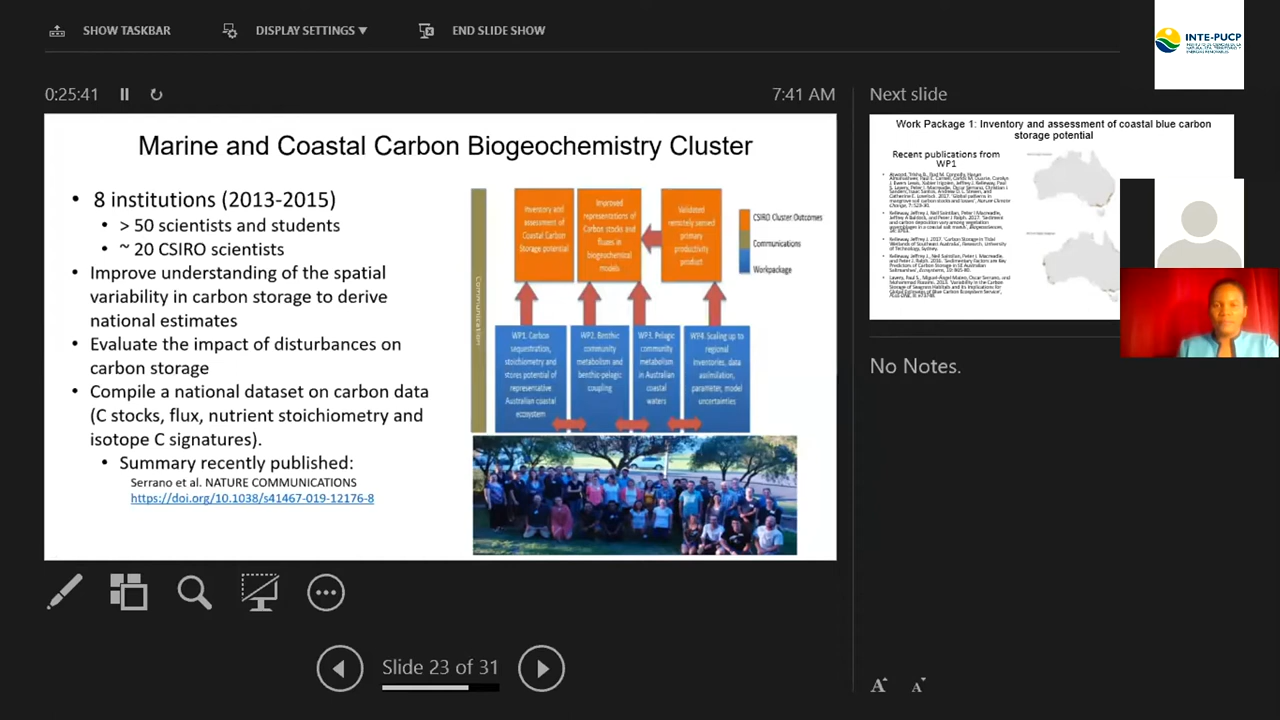 SHOW TASKBAR
DISPLAY SETTINGS
END SLIDE SHOW
INTE-PUCP
0:25:41
7:41 AM
Next slide
Marine and Coastal Carbon Biogeochemistry Cluster
• 8 institutions (2013-2015)
• > 50 scientists and students
• ~ 20 CSIRO scientists
• Improve understanding of the spatial
variability in carbon storage to derive
national estimates
• Evaluate the impact of disturbances on
carbon storage
• Compile a national dataset on carbon data
(C stocks, flux, nutrient stoichiometry and
isotope C signatures).
• Summary recently published:
Serrano et al. NATURE COMMUNICATIONS
https://doi.org/10.1038/s41467-019-12176-8
Communication
Inventory and
assessment of
Coastal Carbon
Storage potential
Improved
representations of
Carbon stocks and
fluxes in
biogeochemical
models
Validated
remotely sensed
primary
productivity
product
CSIRO Cluster Outcomes
Communications
Workpackage
WP1. Carbon
sequestration,
stoichiometry and
stores potential of
representative
Australian coastal
ecosystem
WP2. Benthic
community
metabolism and
benthic-pelagic
coupling
WP3. Pelagic
community
metabolism
in Australian
coastal
waters
WP4. Scaling up to
regional
inventories, data
assimilation,
parameter, model
uncertainties
Work Package 1: Inventory and assessment of coastal blue carbon
storage potential
Recent publications from
WP1
No Notes.
Slide 23 of 31
A A